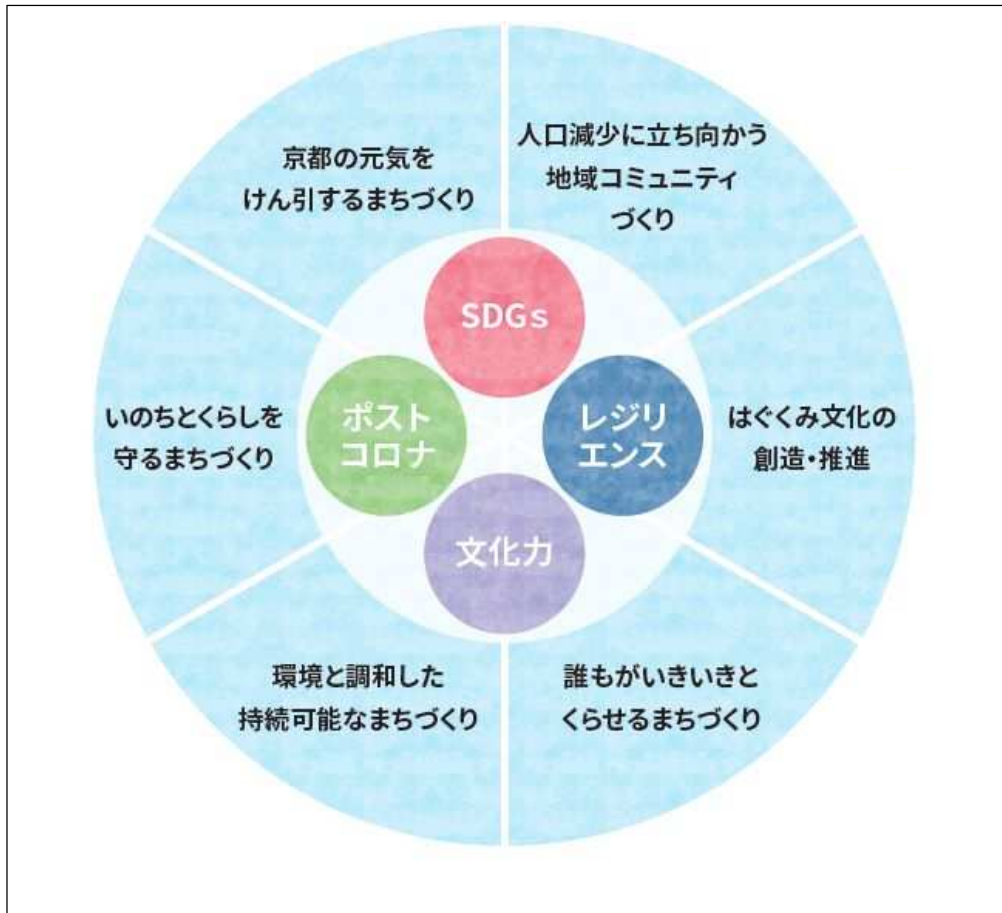 京都の元気を
けん引するまちづくり
人口減少に立ち向かう
地域コミュニティ
づくり
SDGs
ポスト
コロナ
レジリ
エンス
文化力
いのちとくらしを
守るまちづくり
はぐくみ文化の
創造・推進
環境と調和した
持続可能なまちづくり
誰もがいきいきと
くらせるまちづくり